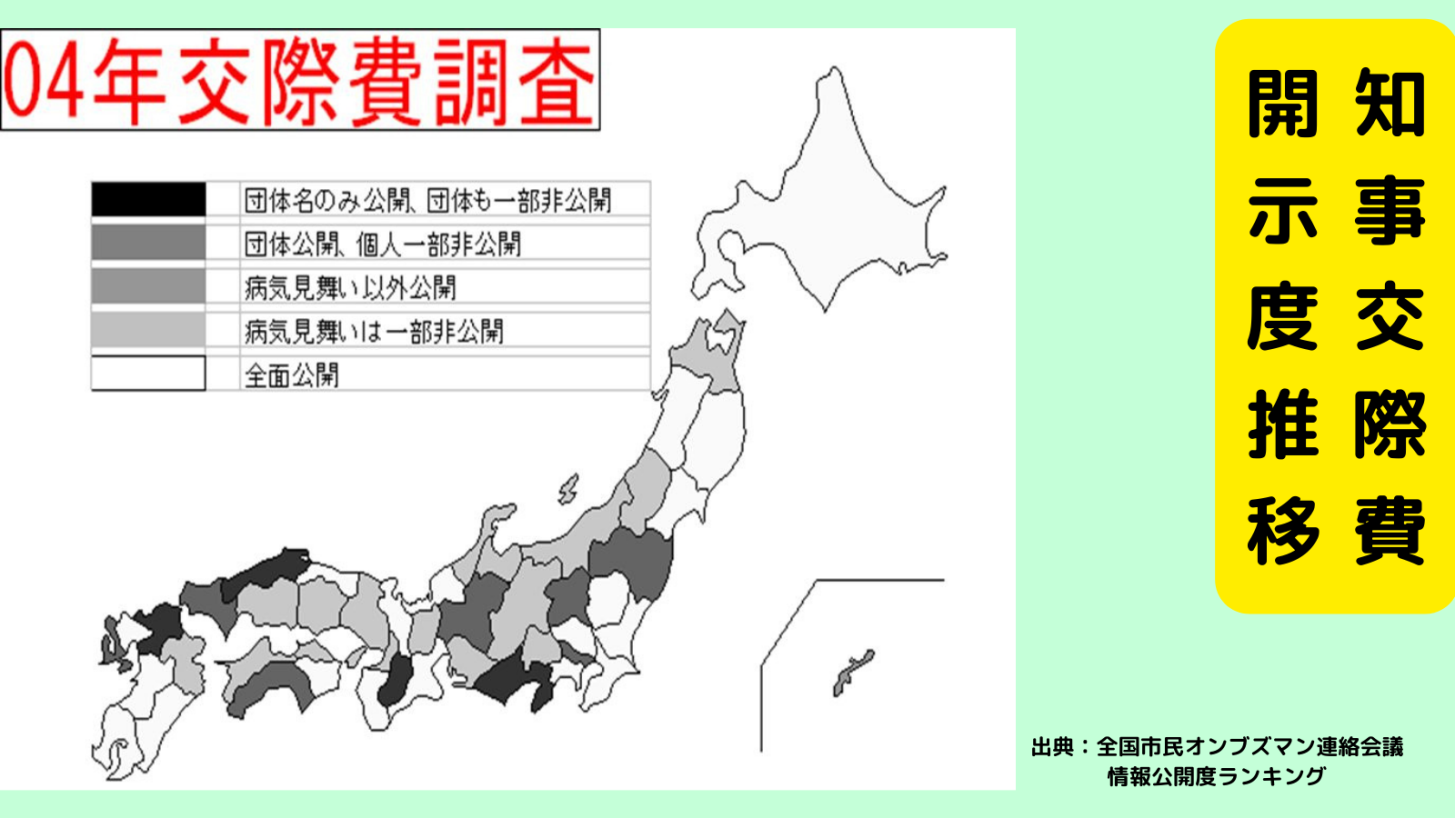 04年交際費調査
団体名のみ公開、団体も一部非公開
団体公開、個人一部非公開
病気見舞い以外公開
病気見舞いは一部非公開
全面公開
知事交際費
開示度推移
出典：全国市民オンブズマン連絡会議
情報公開度ランキング